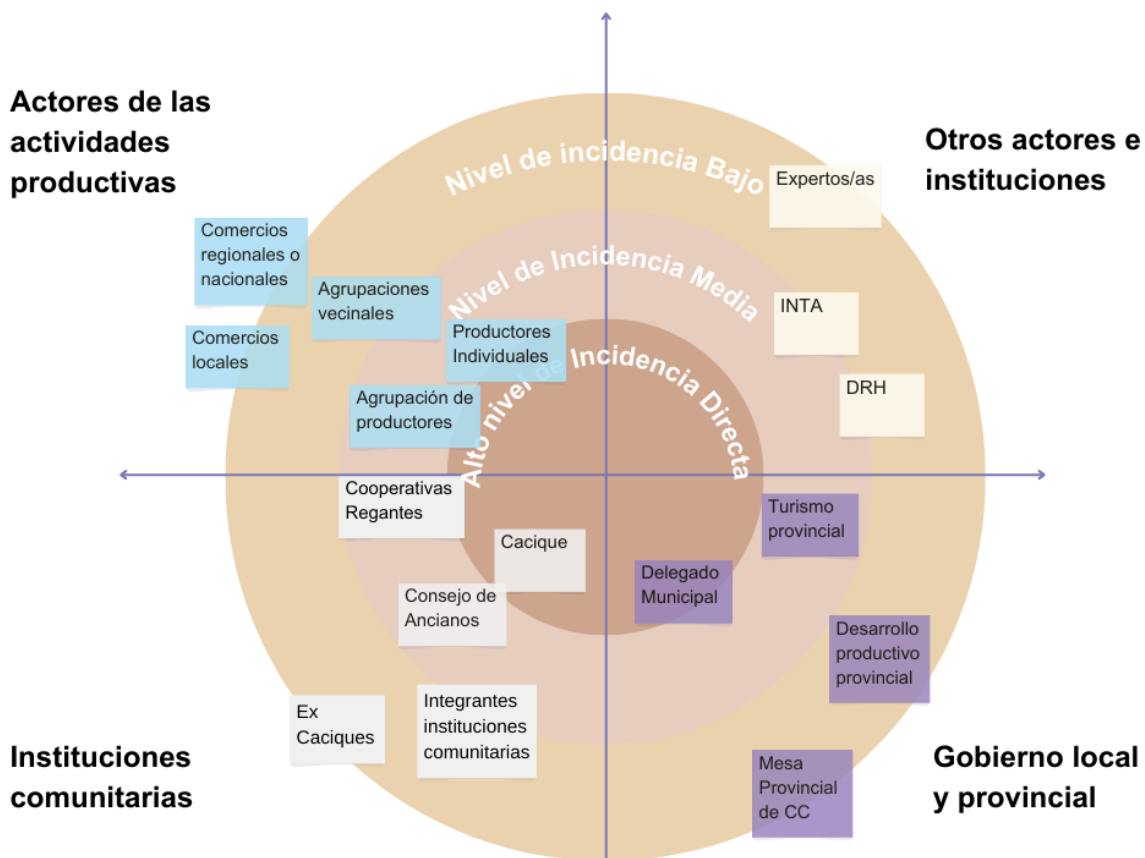 Actores de las
actividades
productivas
Otros actores e
instituciones
Nivel de incidencia Bajo
Nivel de Incidencia Media
Alto nivel de Incidencia Directa
Expertos/as
INTA
DRH
Comercios
regionales o
nacionales
Agrupaciones
vecinales
Comercios
locales
Productores
Individuales
Agrupación de
productores
Cooperativas
Regantes
Cacique
Consejo de
Ancianos
Ex
Caciques
Integrantes
instituciones
comunitarias
Turismo
provincial
Delegado
Municipal
Desarrollo
productivo
provincial
Mesa
Provincial
de CC
Instituciones
comunitarias
Gobierno local
y provincial